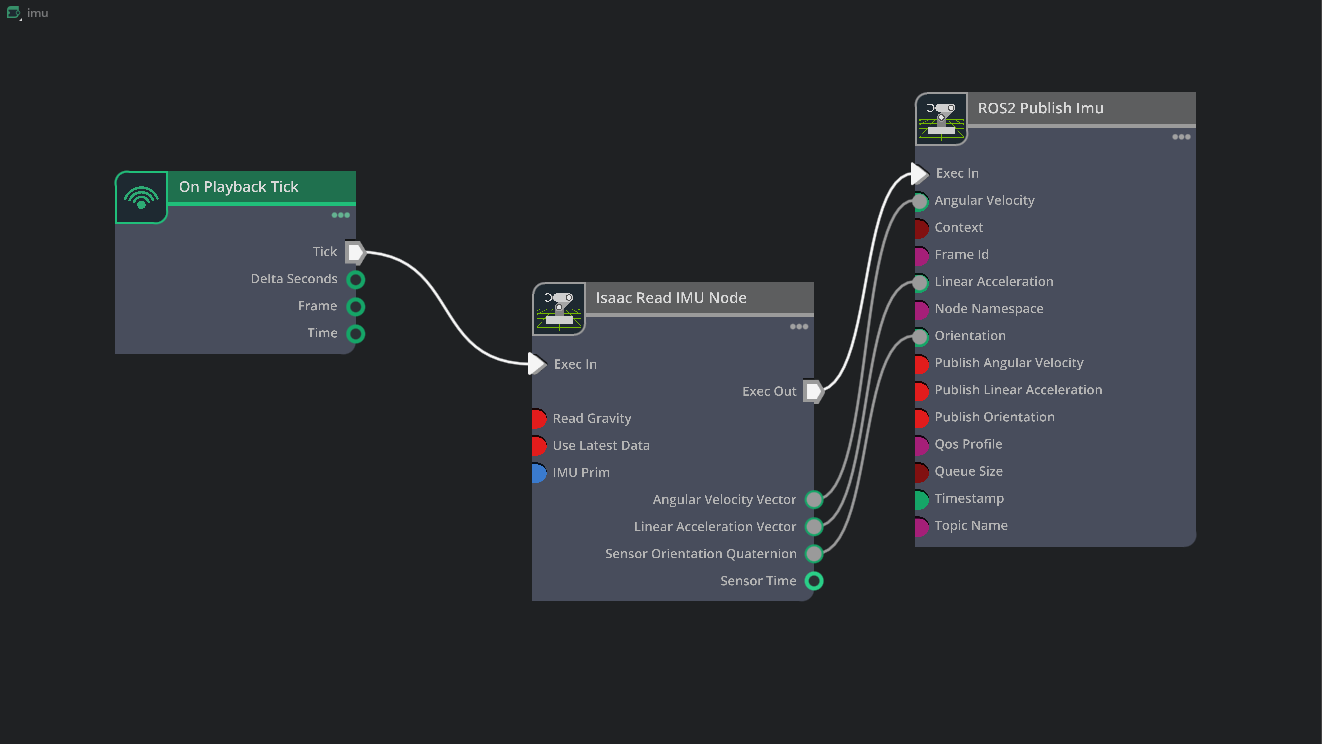 imu
On Playback Tick
Tick
Delta Seconds
Frame
Time
Isaac Read IMU Node
Exec In
Exec Out
Read Gravity
Use Latest Data
IMU Prim
Angular Velocity Vector
Linear Acceleration Vector
Sensor Orientation Quaternion
Sensor Time
ROS2 Publish Imu
Exec In
Angular Velocity
Context
Frame Id
Linear Acceleration
Node Namespace
Orientation
Publish Angular Velocity
Publish Linear Acceleration
Publish Orientation
Qos Profile
Queue Size
Timestamp
Topic Name